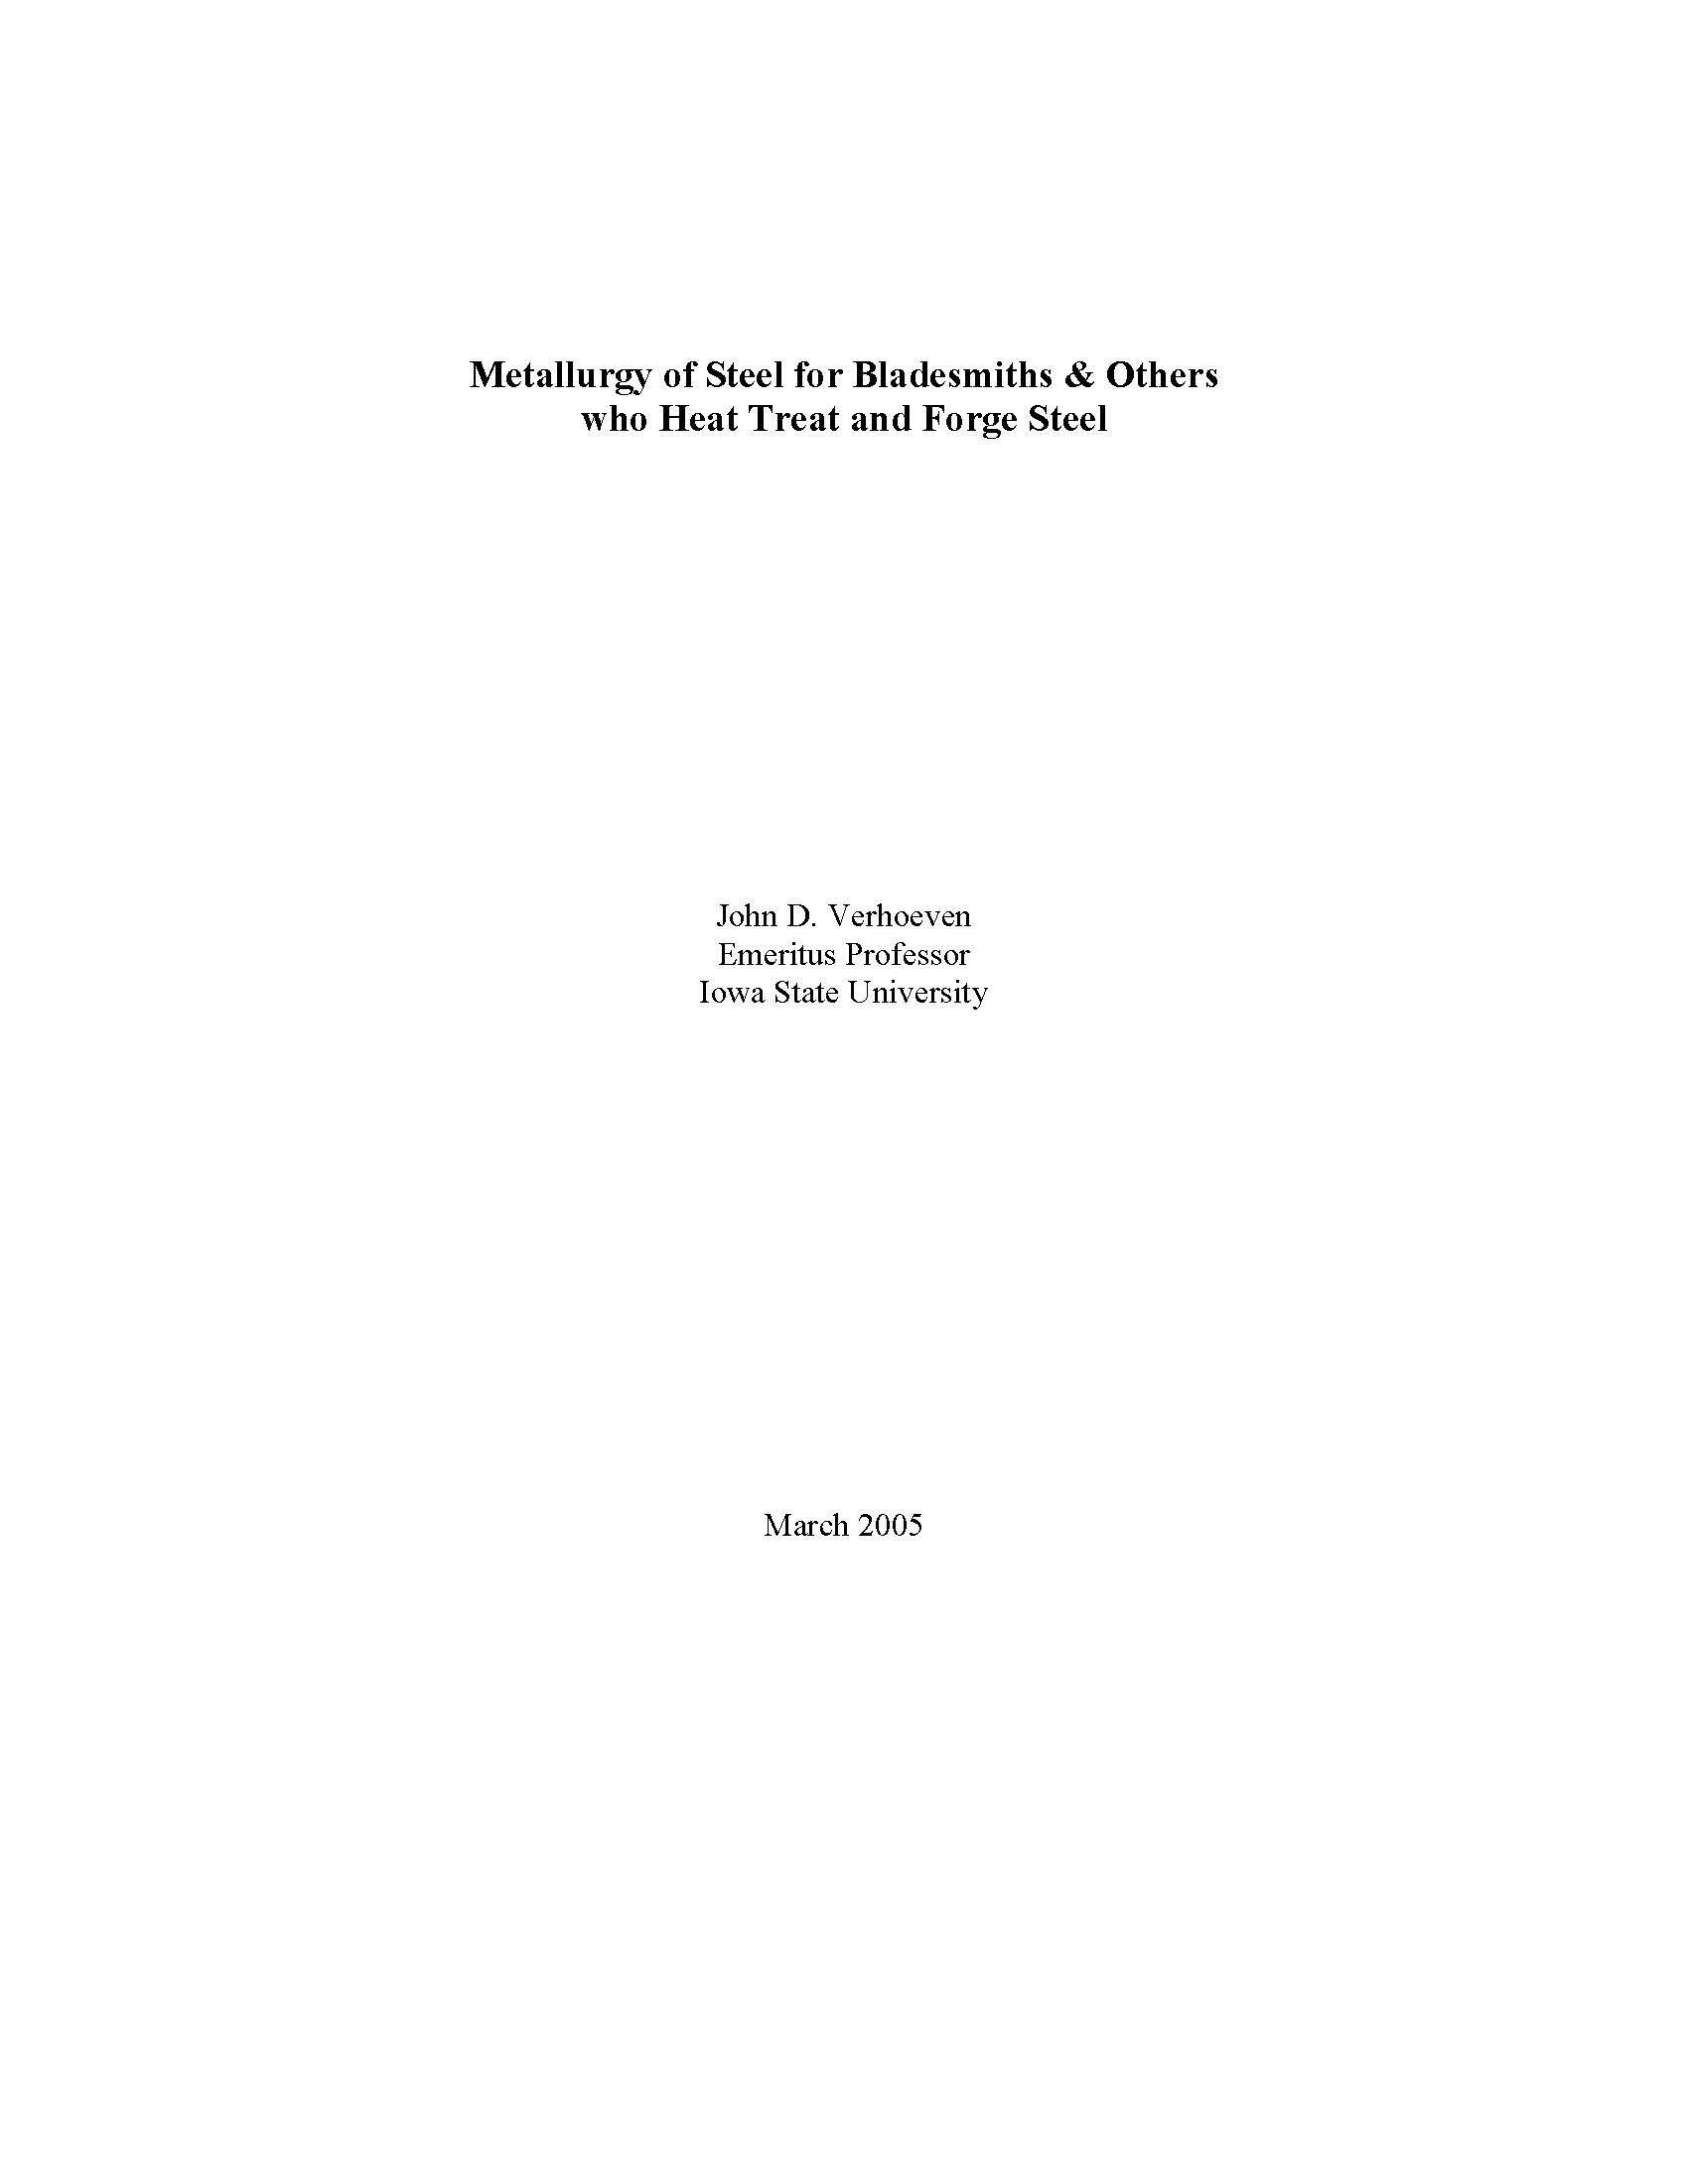 Metallurgy of Steel for Bladesmiths & Others
who Heat Treat and Forge Steel
John D. Verhoeven
Emeritus Professor
Iowa State University
March 2005